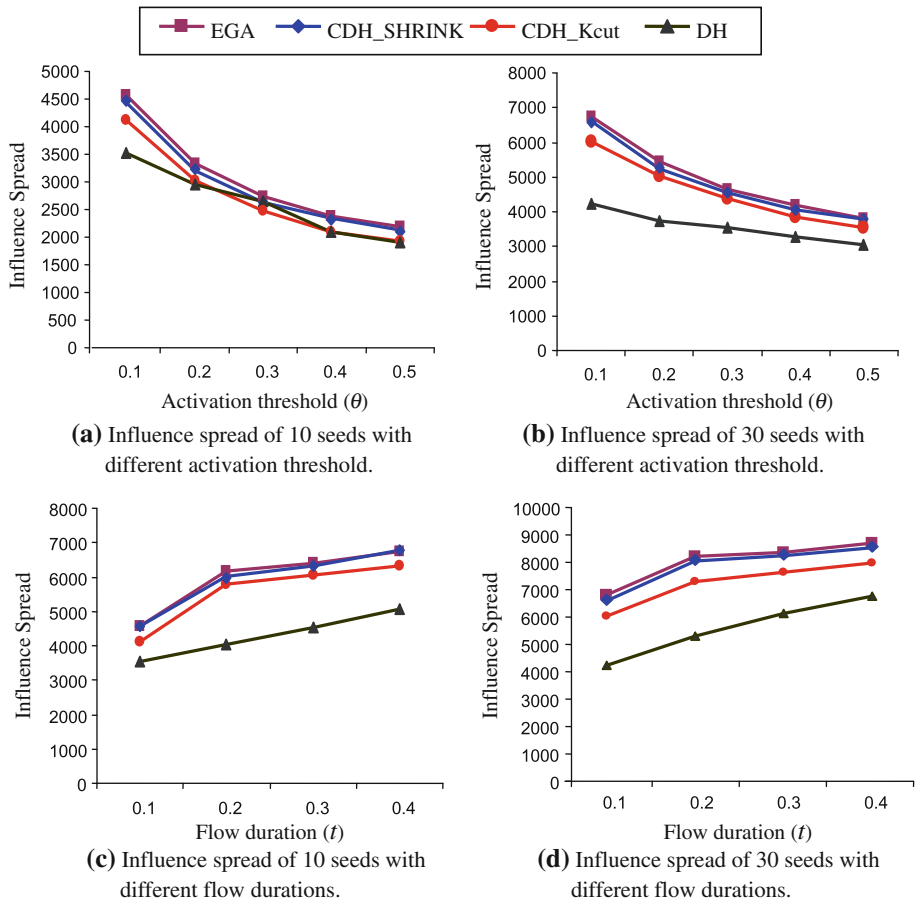 EGA CDH_SHRINK CDH_Kcut DH
5000
4500
4000
3500
3000
2500
2000
1500
1000
500
0
Influence Spread
0.1 0.2 0.3 0.4 0.5
Activation threshold (θ)
(a) Influence spread of 10 seeds with
different activation threshold.
8000
7000
6000
5000
4000
3000
2000
1000
0
Influence Spread
0.1 0.2 0.3 0.4 0.5
Activation threshold (θ)
(b) Influence spread of 30 seeds with
different activation threshold.
8000
7000
6000
5000
4000
3000
2000
1000
0
Influence Spread
0.1 0.2 0.3 0.4
Flow duration (t)
(c) Influence spread of 10 seeds with
different flow durations.
10000
9000
8000
7000
6000
5000
4000
3000
2000
1000
0
Influence Spread
0.1 0.2 0.3 0.4
Flow duration (t)
(d) Influence spread of 30 seeds with
different flow durations.